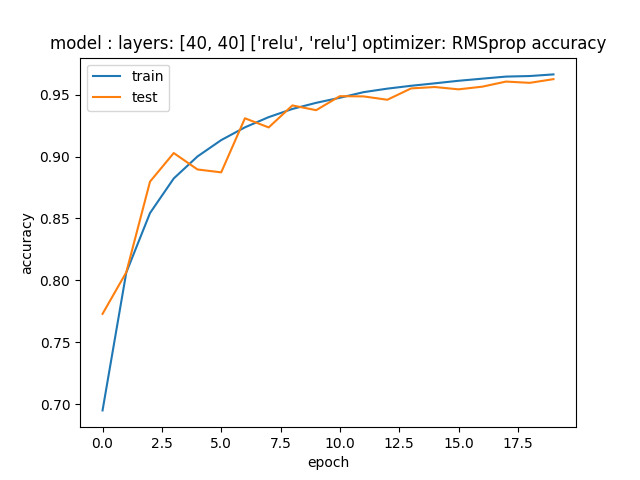 model : layers: [40, 40] ['relu', 'relu'] optimizer: RMSprop accuracy
train
test
accuracy
0.95
0.90
0.85
0.80
0.75
0.70
0.0 2.5 5.0 7.5 10.0 12.5 15.0 17.5
epoch